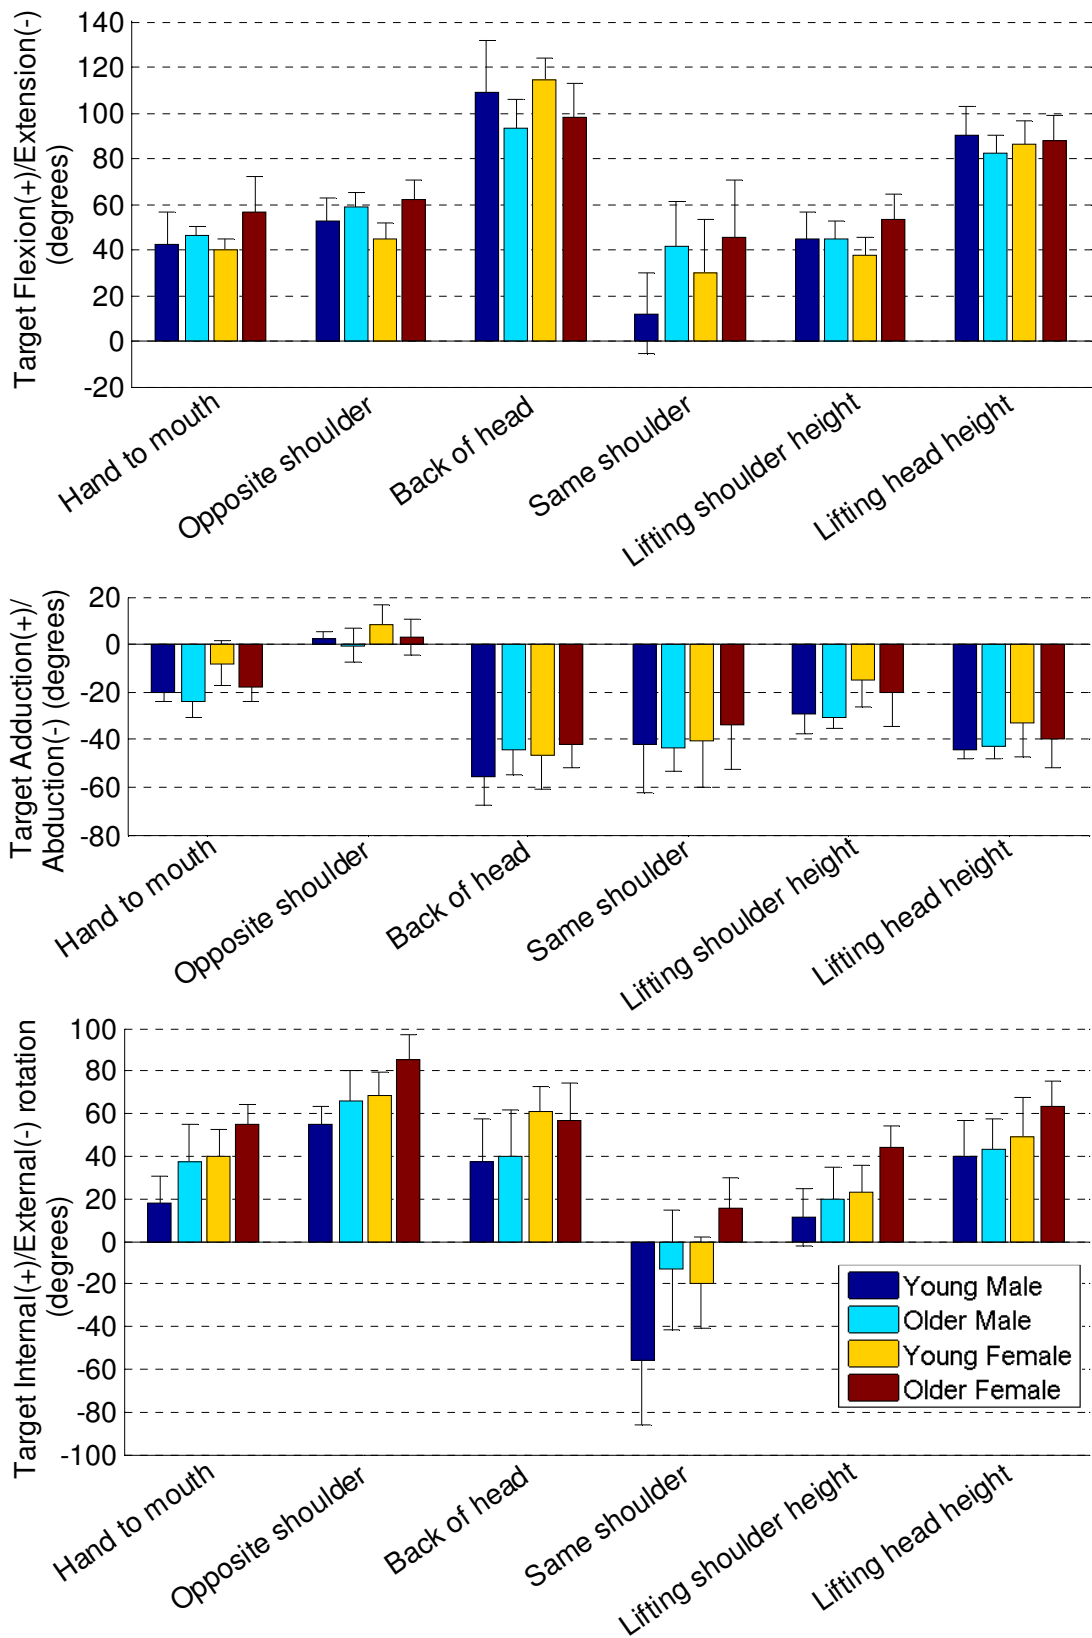 Target Flexion(+)/Extension(-)
(degrees)
140
120
100
80
60
40
20
0
-20
Hand to mouth
Opposite shoulder
Back of head
Same shoulder
Lifting shoulder height
Lifting head height
Target Adduction(+)/
Abduction(-) (degrees)
20
0
-20
-40
-60
-80
Hand to mouth
Opposite shoulder
Back of head
Same shoulder
Lifting shoulder height
Lifting head height
Target Internal(+)/External(-) rotation
(degrees)
100
80
60
40
20
0
-20
-40
-60
-80
-100
Young Male
Older Male
Young Female
Older Female
Hand to mouth
Opposite shoulder
Back of head
Same shoulder
Lifting shoulder height
Lifting head height